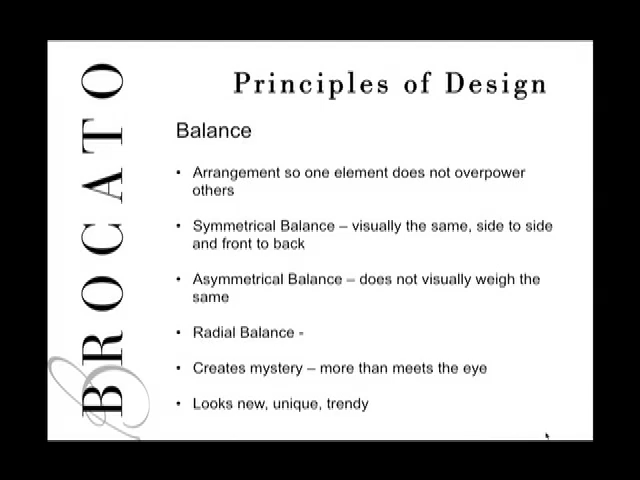 Principles of Design
BROCATO
Balance
• Arrangement so one element does not overpower
others
• Symmetrical Balance – visually the same, side to side
and front to back
• Asymmetrical Balance – does not visually weigh the
same
• Radial Balance -
• Creates mystery – more than meets the eye
• Looks new, unique, trendy